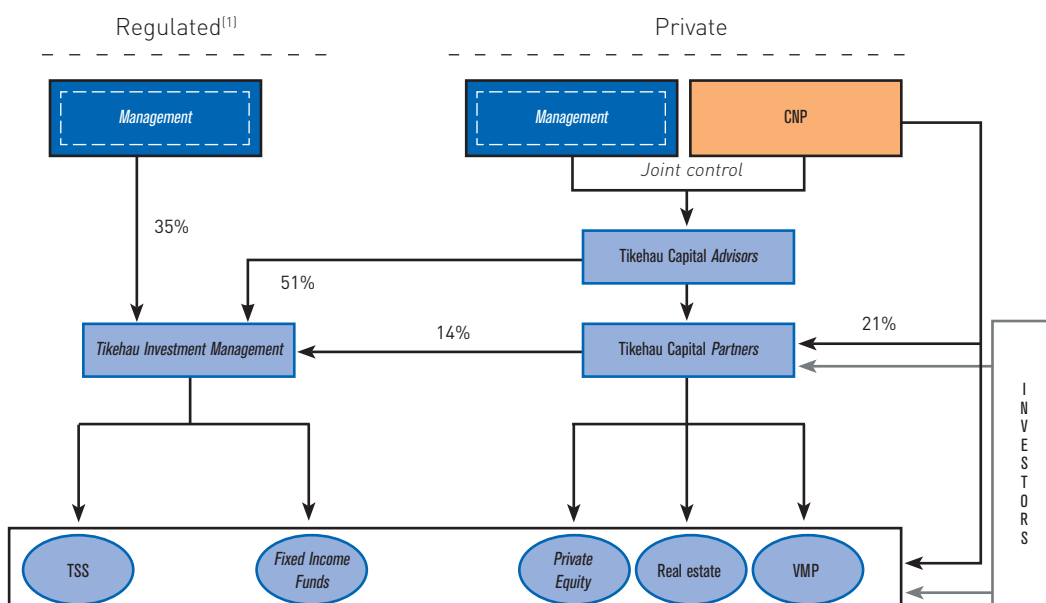 Regulated(1)
Private
Management
Management
CNP
Joint control
35%
Tikehau Capital Advisors
51%
14%
21%
Tikehau Investment Management
Tikehau Capital Partners
INVESTORS
TSS
Fixed Income
Funds
Private
Equity
Real estate
VMP